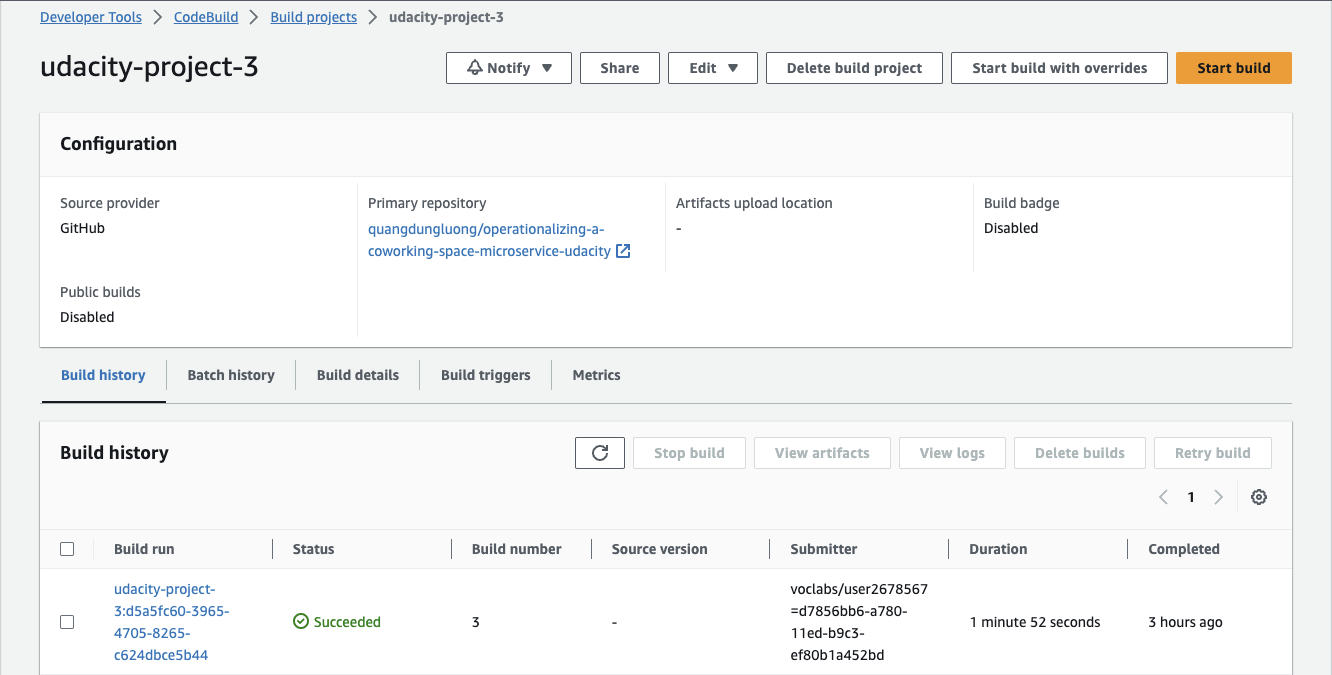 Developer Tools > CodeBuild > Build projects > udacity-project-3
udacity-project-3
Notify ▼ Share Edit ▼ Delete build project Start build with overrides Start build
Configuration
Source provider
GitHub
Primary repository
quangdungluong/operationalizing-a-
coworking-space-microservice-udacity
Artifacts upload location
-
Build badge
Disabled
Public builds
Disabled
Build history Batch history Build details Build triggers Metrics
Build history
Stop build View artifacts View logs Delete builds Retry build
< 1 >
Build run Status Build number Source version Submitter Duration Completed
udacity-project-
3:d5a5fc60-3965-
4705-8265-
c624dbce5b44
Succeeded
3
-
voclabs/user2678567
=d7856bb6-a780-
11ed-b9c3-
ef80b1a452bd
1 minute 52 seconds
3 hours ago